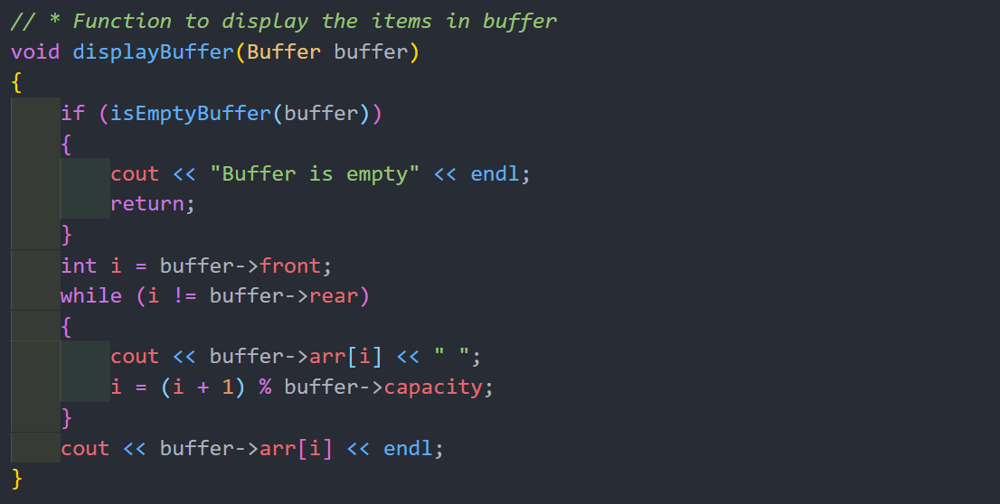 // * Function to display the items in buffer
void displayBuffer(Buffer buffer)
{
    if (isEmptyBuffer(buffer))
    {
        cout << "Buffer is empty" << endl;
        return;
    }
    int i = buffer->front;
    while (i != buffer->rear)
    {
        cout << buffer->arr[i] << " ";
        i = (i + 1) % buffer->capacity;
    }
    cout << buffer->arr[i] << endl;
}